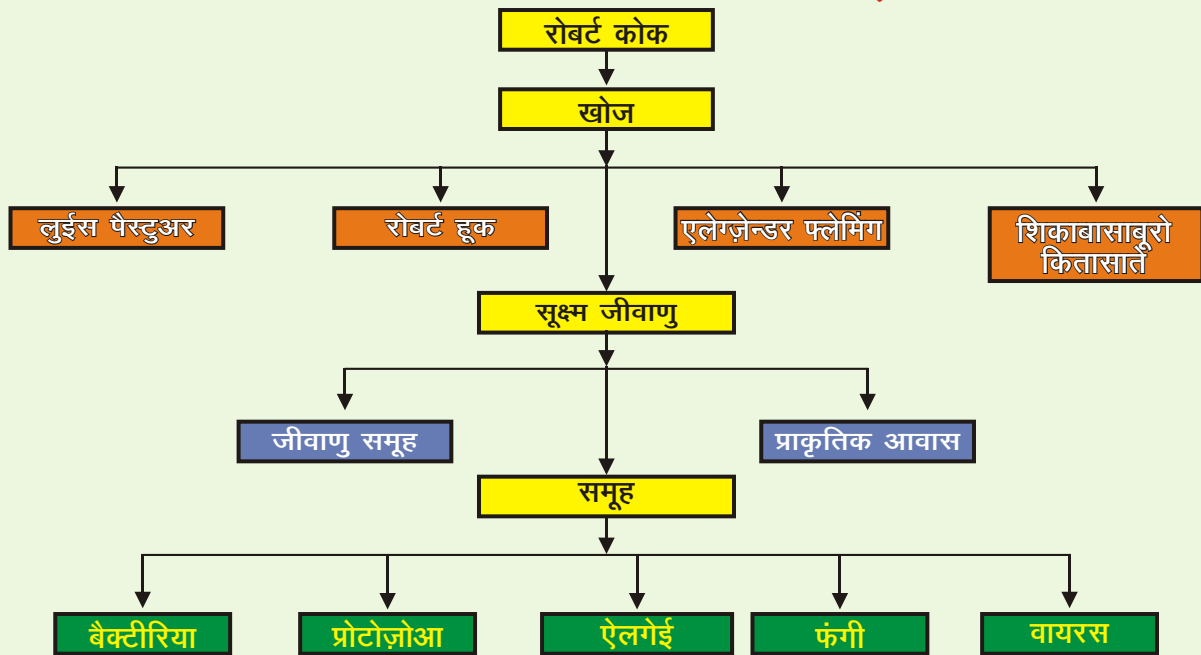 रोबर्ट कोक
खोज
लुईस पैस्टुअर
रोबर्ट हूक
एलेग्ज़ेन्डर फ्लेमिंग
शिकाबासाबूरो
कितासाते
सूक्ष्म जीवाणु
जीवाणु समूह
प्राकृतिक आवास
समूह
बैक्टीरिया
प्रोटोज़ोआ
ऐलगेई
फंगी
वायरस